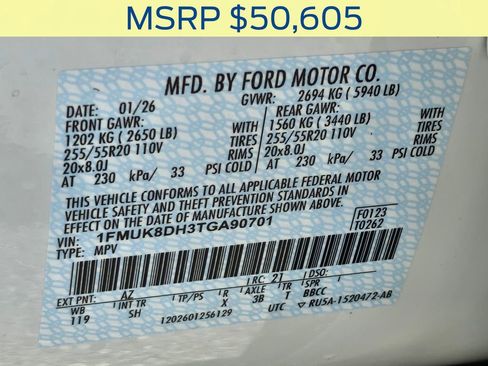 MSRP $50,605
MFD. BY FORD MOTOR CO.
DATE: 01/26 GVWR: 2694 KG ( 5940 LB)
FRONT GAWR: REAR GAWR:
1202 KG ( 2650 LB) WITH 1560 KG ( 3440 LB) WITH
255/55R20 110V TIRES 255/55R20 110V TIRES
20x8.0J RIMS 20x8.0J RIMS
AT 230 kPa/ 33 PSI COLD AT 230 kPa/ 33 PSI COLD
THIS VEHICLE CONFORMS TO ALL APPLICABLE FEDERAL MOTOR
VEHICLE SAFETY AND THEFT PREVENTION STANDARDS IN
EFFECT ON THE DATE OF MANUFACTURE SHOWN ABOVE.
VIN: 1FMUK8DH3TGA90701 F0123
TYPE: MPV T0262
EXT PNT: AZ RC: 21 DSO:
WB INT TR TP/PS R AXLE T SPR
119 SH X 3B T BBCC
1202601256129 UTC RU5A-1520472-AB